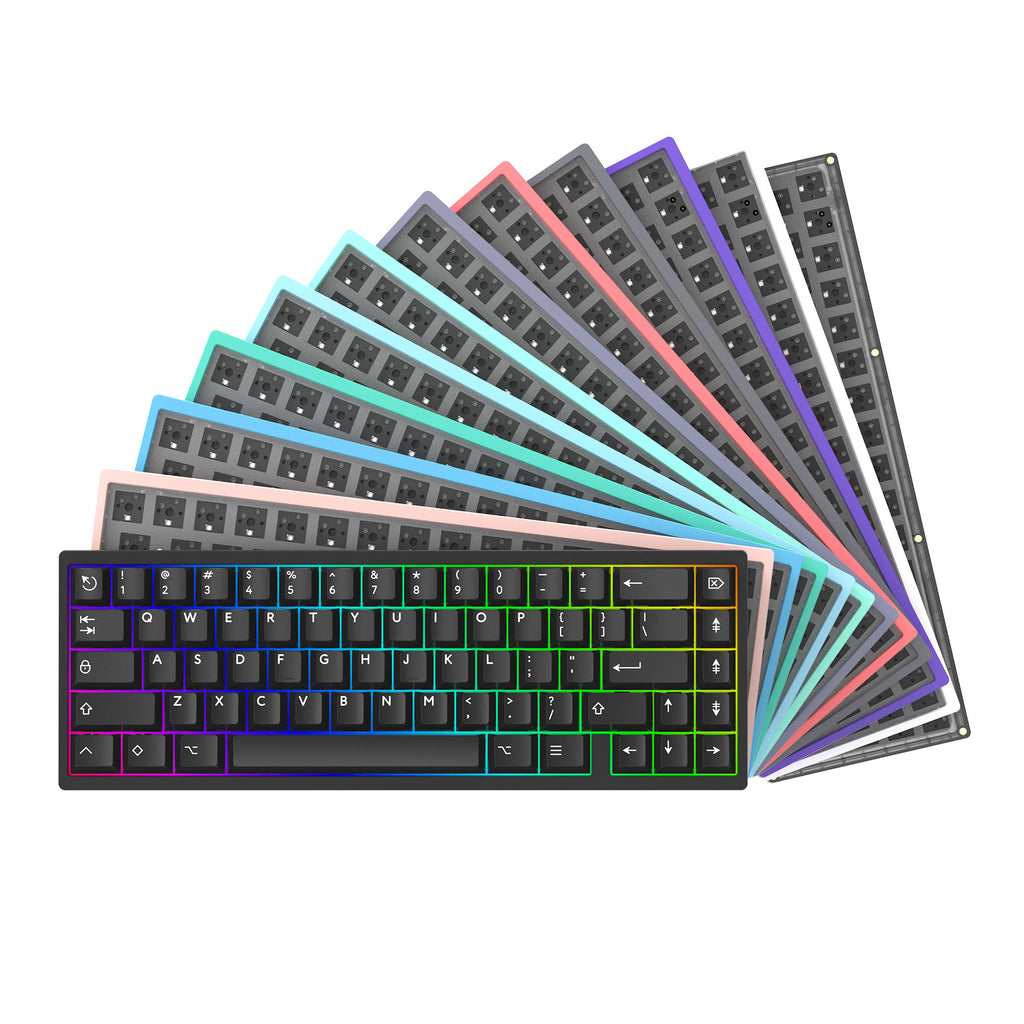 ! @ # $ % ^ & * ( ) _ +
1 2 3 4 5 6 7 8 9 0 - =
Q W E R T Y U I O P { } |
[ ] \
A S D F G H J K L : "
; '
Z X C V B N M < > ?
, . /